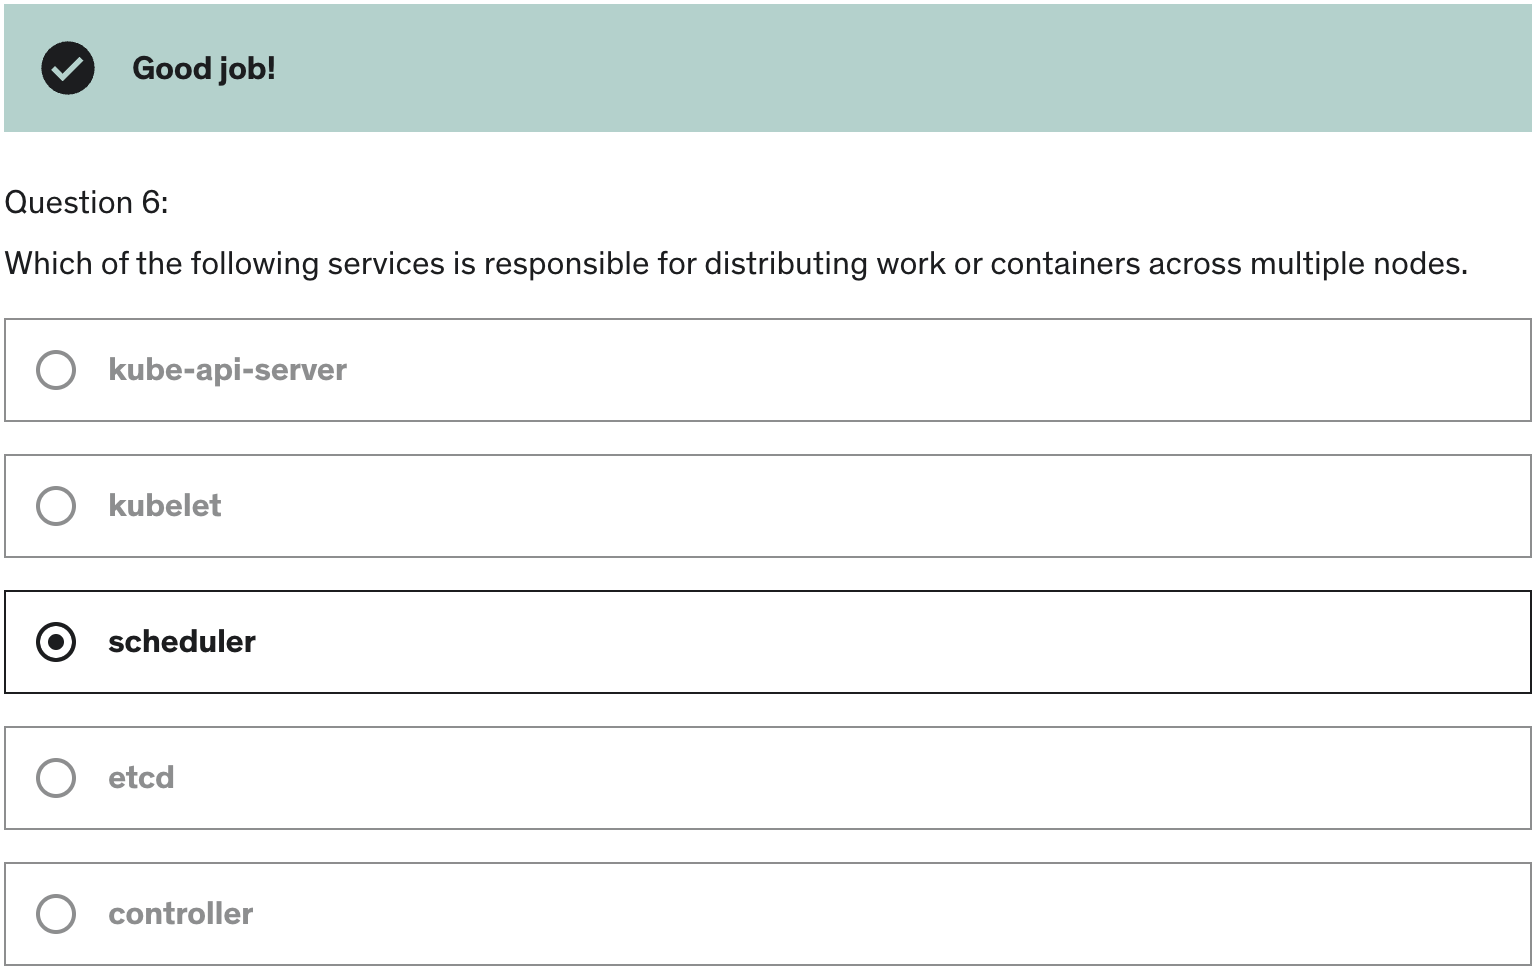 Good job!
Question 6:
Which of the following services is responsible for distributing work or containers across multiple nodes.
kube-api-server
kubelet
scheduler
etcd
controller